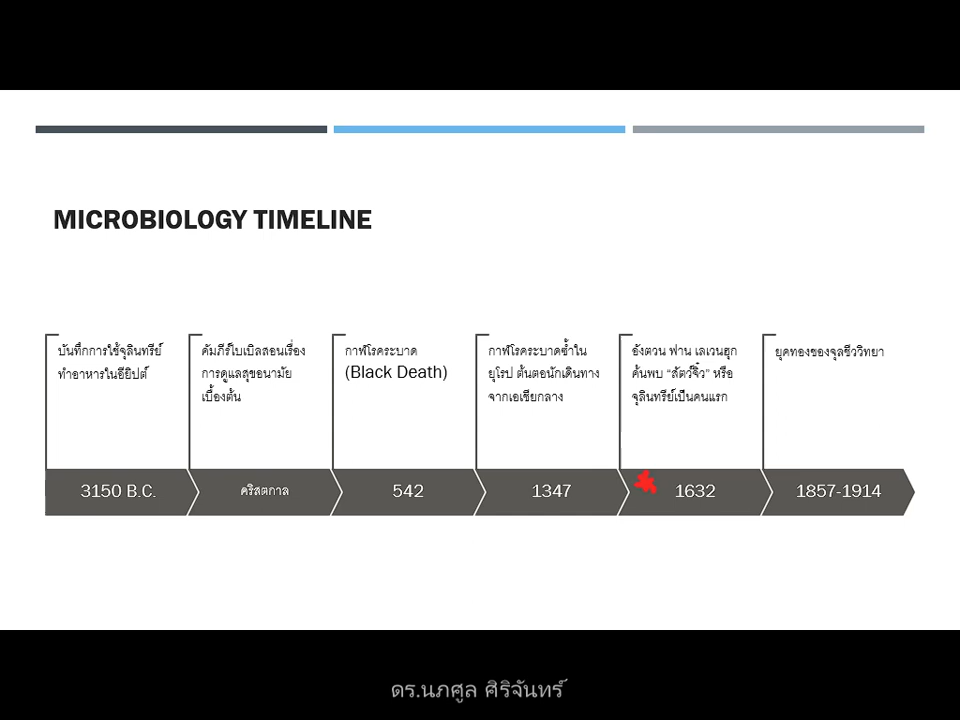 MICROBIOLOGY TIMELINE
บันทึกการใช้จุลินทรีย์
ทำอาหารในอียิปต์
คัมภีร์ไบเบิลสอนเรื่อง
การดูแลสุขอนามัย
เบื้องต้น
กาฬโรคระบาด
(Black Death)
กาฬโรคระบาดซ้ำใน
ยุโรป ต้นตอนักเดินทาง
จากเอเชียกลาง
อังตวน ฟาน เลเวนฮุก
ค้นพบ “สัตว์จิ๋ว” หรือ
จุลินทรีย์เป็นคนแรก
ยุคทองของจุลชีววิทยา
3150 B.C.
คริสตกาล
542
1347
1632
1857-1914
ดร.นภศูล ศิริจันทร์